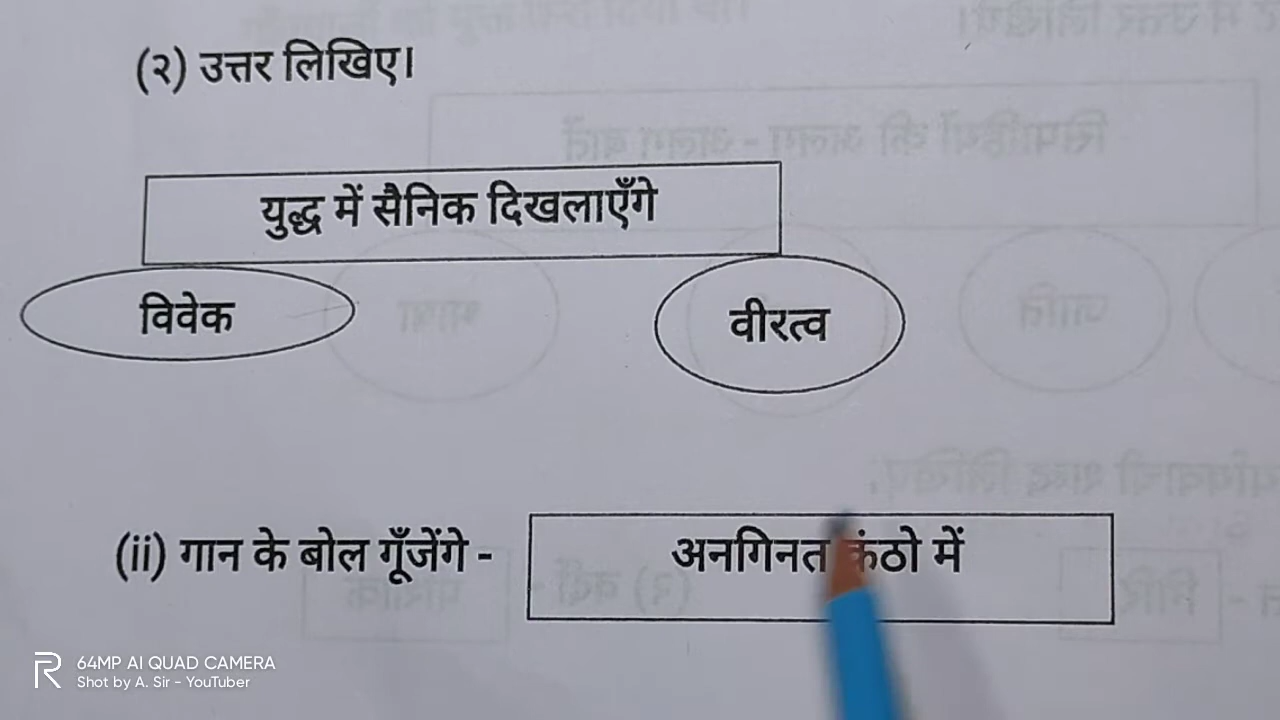 (२) उत्तर लिखिए।
युद्ध में सैनिक दिखलाएँगे
विवेक वीरत्व
(ii) गान के बोल गूँजेंगे - अनगिनत कंठो में
64MP AI QUAD CAMERA
Shot by A. Sir - YouTuber